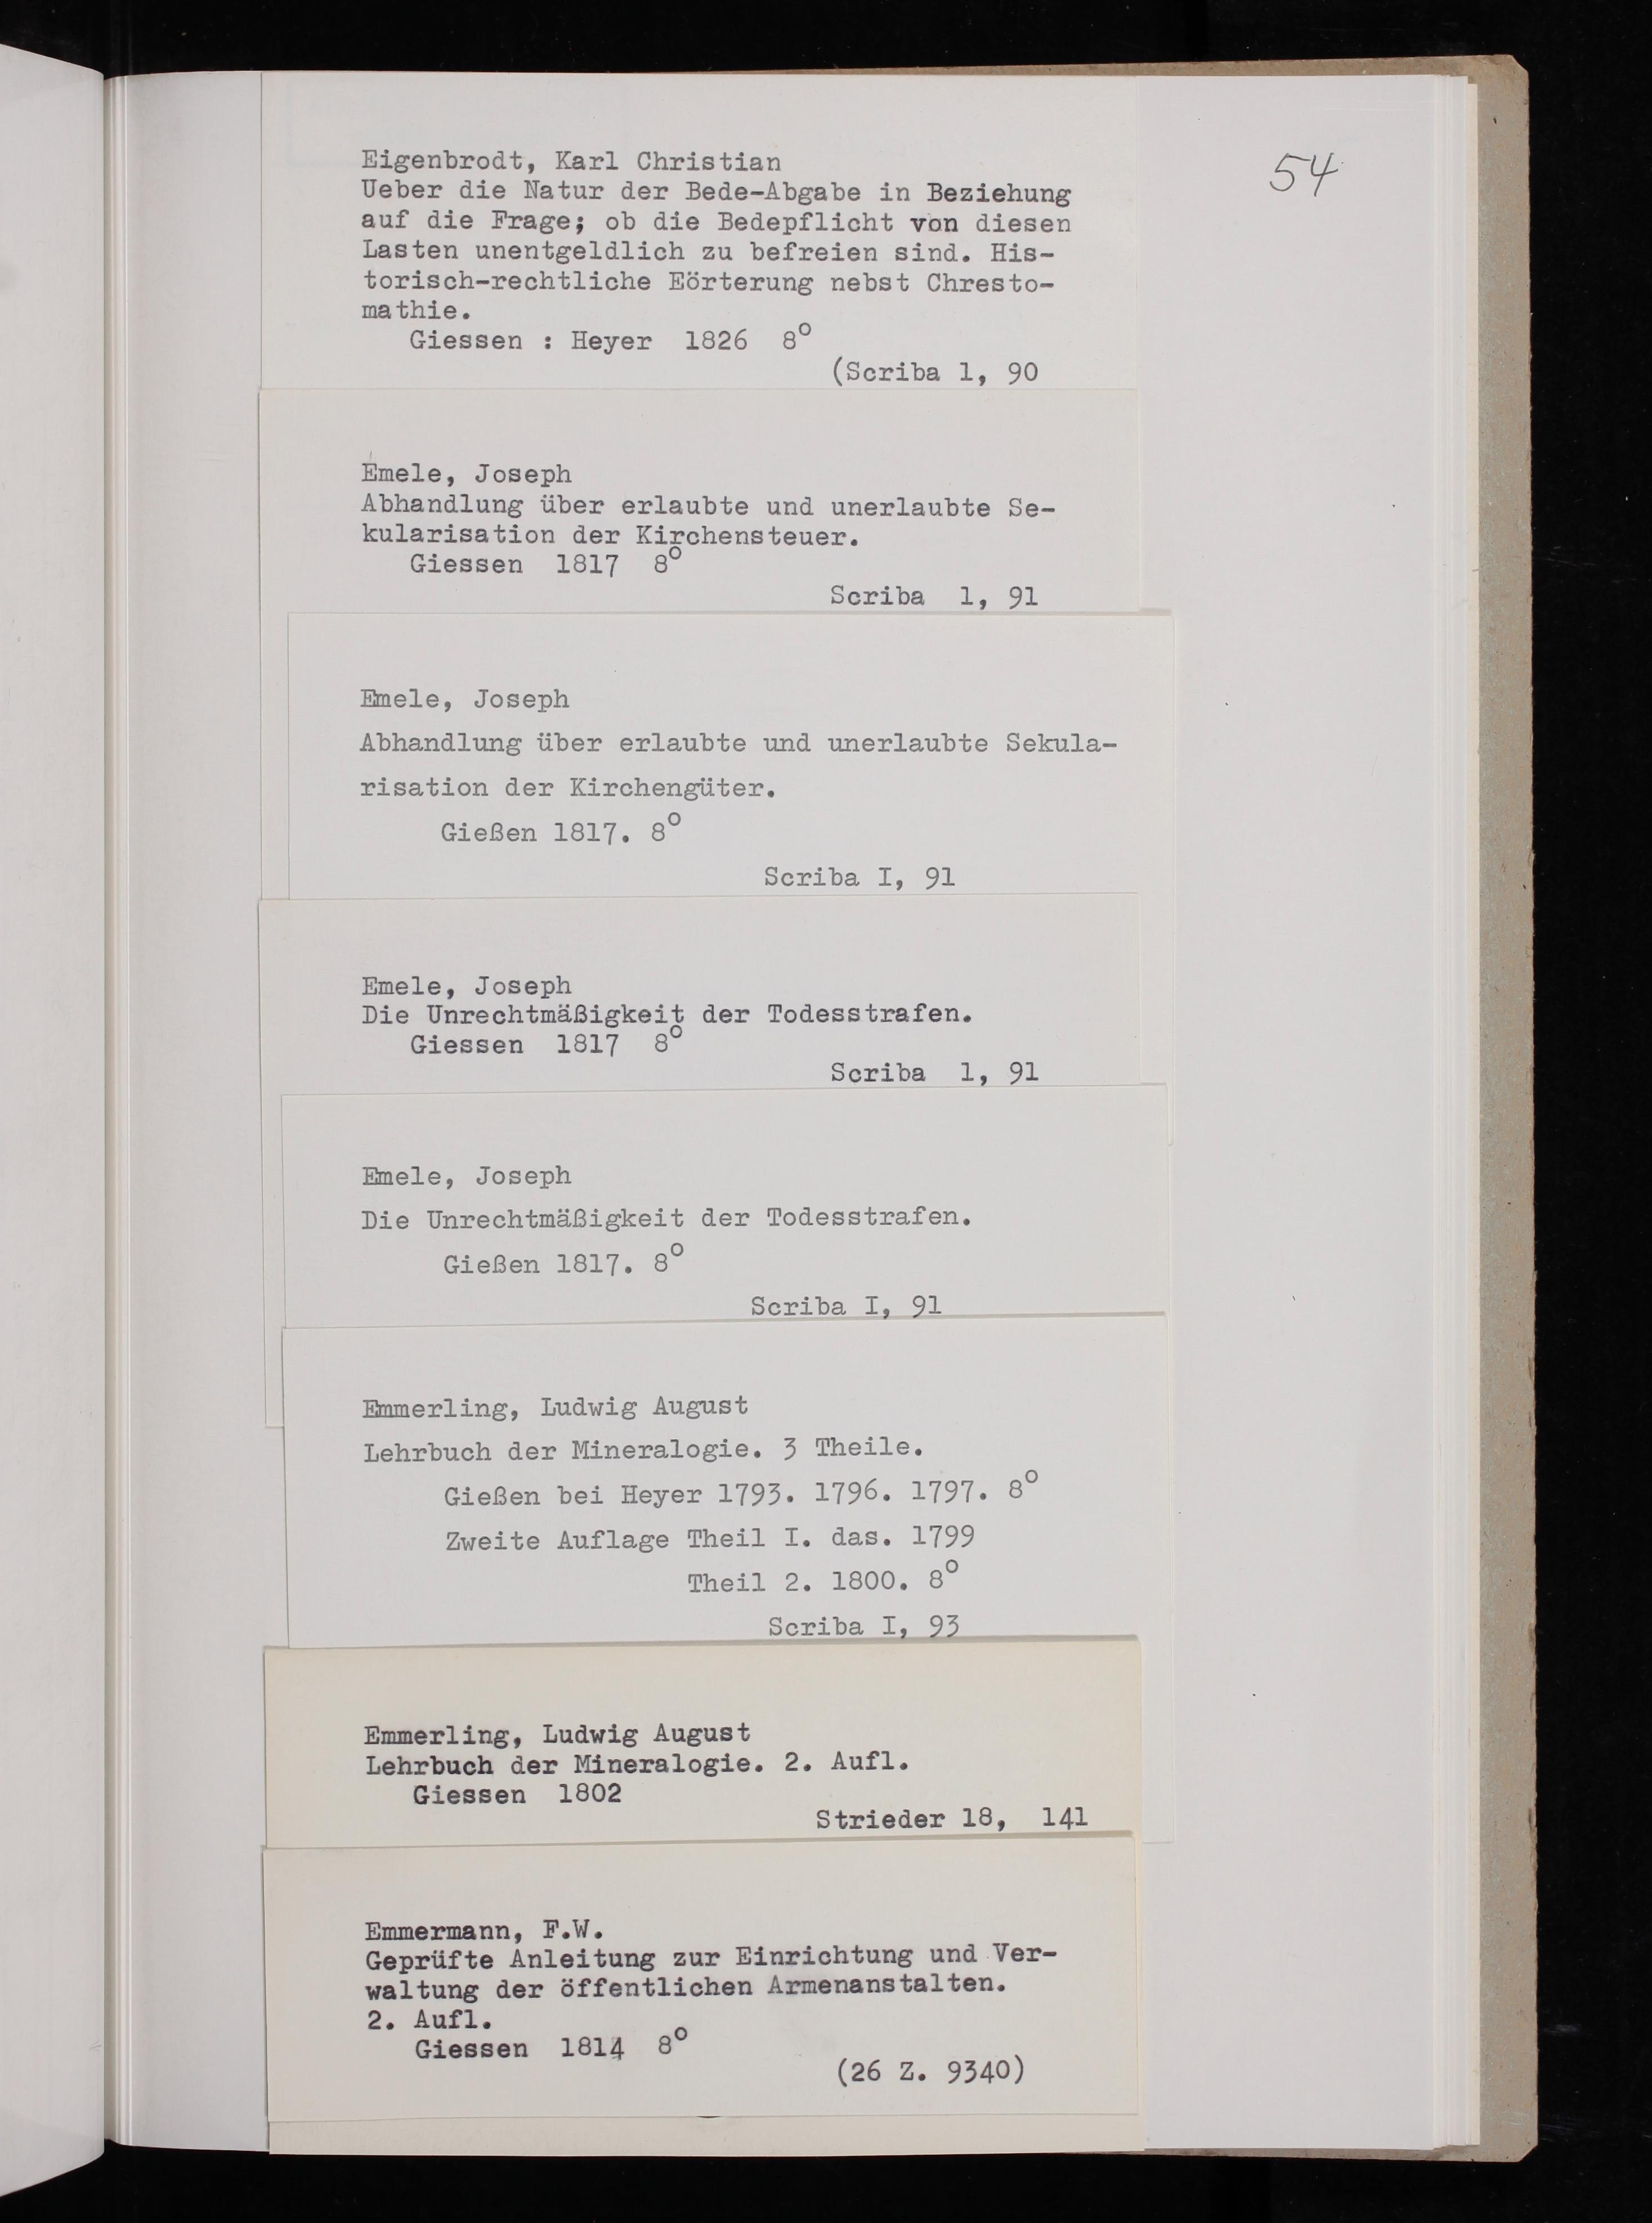 54
Eigenbrodt, Karl Christian
Ueber die Natur der Bede-Abgabe in Beziehung
auf die Frage; ob die Bedepflicht von diesen
Lasten unentgeldlich zu befreien sind. His-
torisch-rechtliche Eörterung nebst Chresto-
mathie.
Giessen : Heyer 1826 8°
(Scriba 1, 90
Emele, Joseph
Abhandlung über erlaubte und unerlaubte Se-
kularisation der Kirchensteuer.
Giessen 1817 8°
Scriba 1, 91
Emele, Joseph
Abhandlung über erlaubte und unerlaubte Sekula-
risation der Kirchengüter.
Gießen 1817. 8°
Scriba I, 91
Emele, Joseph
Die Unrechtmäßigkeit der Todesstrafen.
Giessen 1817 8°
Scriba 1, 91
Emele, Joseph
Die Unrechtmäßigkeit der Todesstrafen.
Gießen 1817. 8°
Scriba I, 91
Emmerling, Ludwig August
Lehrbuch der Mineralogie. 3 Theile.
Gießen bei Heyer 1793. 1796. 1797. 8°
Zweite Auflage Theil I. das. 1799
Theil 2. 1800. 8°
Scriba I, 93
Emmerling, Ludwig August
Lehrbuch der Mineralogie. 2. Aufl.
Giessen 1802
Strieder 18, 141
Emmermann, F.W.
Geprüfte Anleitung zur Einrichtung und Ver-
waltung der öffentlichen Armenanstalten.
2. Aufl.
Giessen 1814 8°
(26 Z. 9340)